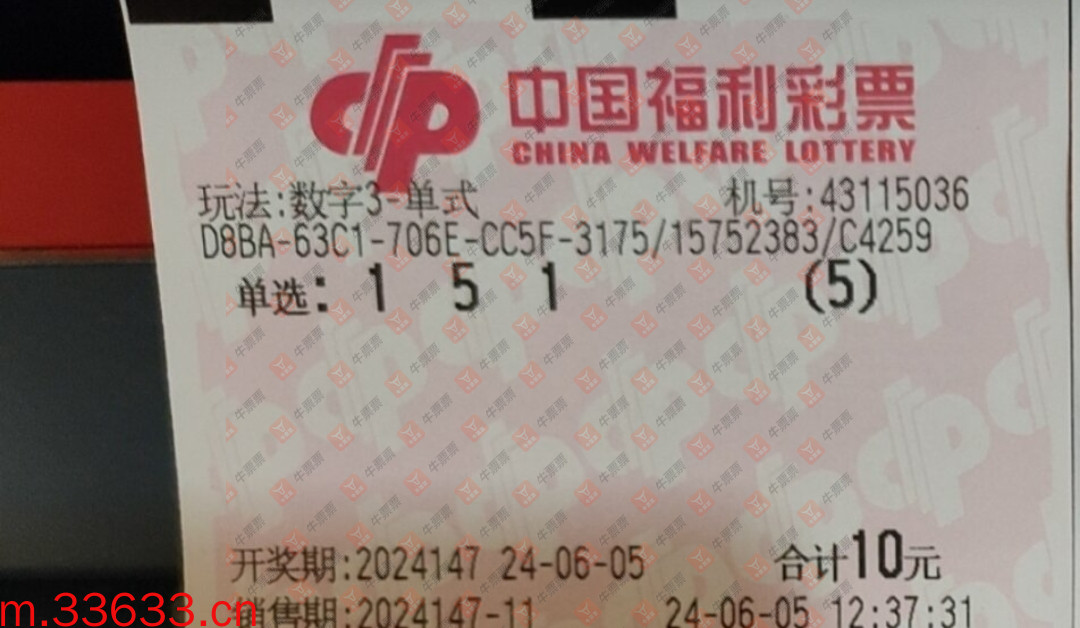 中国福利彩票
CHINA WELFARE LOTTERY
玩法:数字3-单式 机号:43115036
D8BA-63C1-706E-CC5F-3175/15752383/C4259
单选: 1 5 1 (5)
开奖期:2024147 24-06-05 合计10元
销售期:2024147-11 24-06-05 12:37:31
m.33633.cn
牛票票